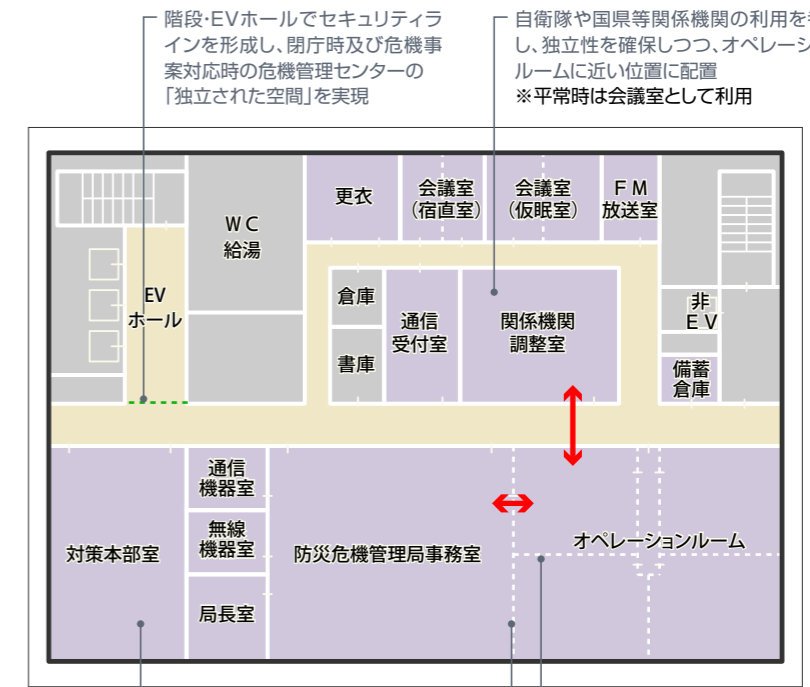 階段・EVホールでセキュリティラ
インを形成し、閉庁時及び危機事
案対応時の危機管理センターの
「独立された空間」を実現
自衛隊や国県等関係機関の利用を
し、独立性を確保しつつ、オペレーシ
ルームに近い位置に配置
※平常時は会議室として利用
更衣
会議室
（宿直室）
会議室
（仮眠室）
ＦＭ
放送室
ＷＣ
給湯
EV
ホール
倉庫
書庫
通信
受付室
関係機関
調整室
非
ＥＶ
備蓄
倉庫
対策本部室
通信
機器室
無線
機器室
局長室
防災危機管理局事務室
オペレーションルーム